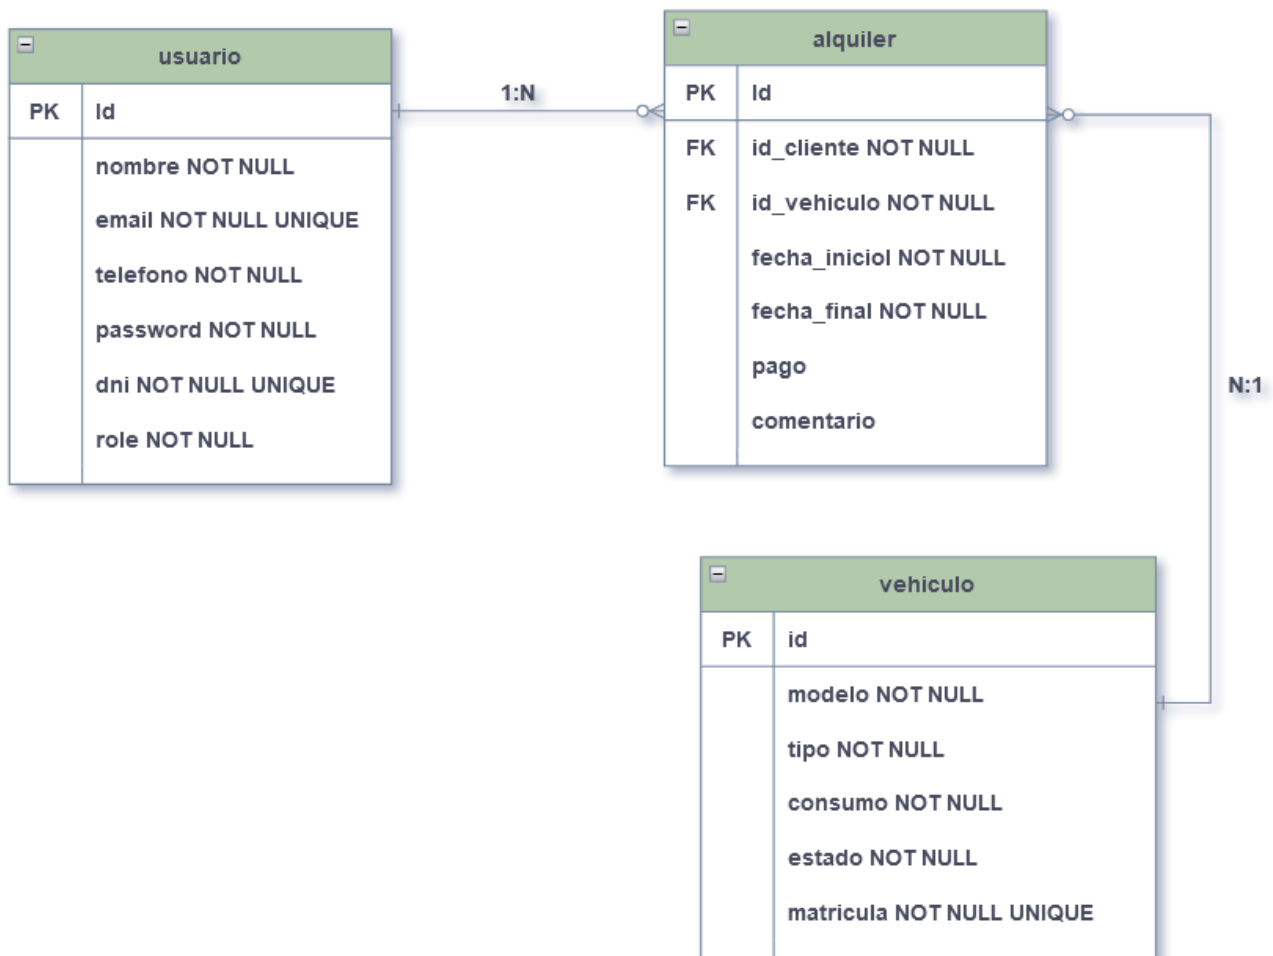 usuario
PK Id
nombre NOT NULL
email NOT NULL UNIQUE
telefono NOT NULL
password NOT NULL
dni NOT NULL UNIQUE
role NOT NULL
1:N
alquiler
PK Id
FK id_cliente NOT NULL
FK id_vehiculo NOT NULL
fecha_iniciol NOT NULL
fecha_final NOT NULL
pago
comentario
N:1
vehiculo
PK id
modelo NOT NULL
tipo NOT NULL
consumo NOT NULL
estado NOT NULL
matricula NOT NULL UNIQUE